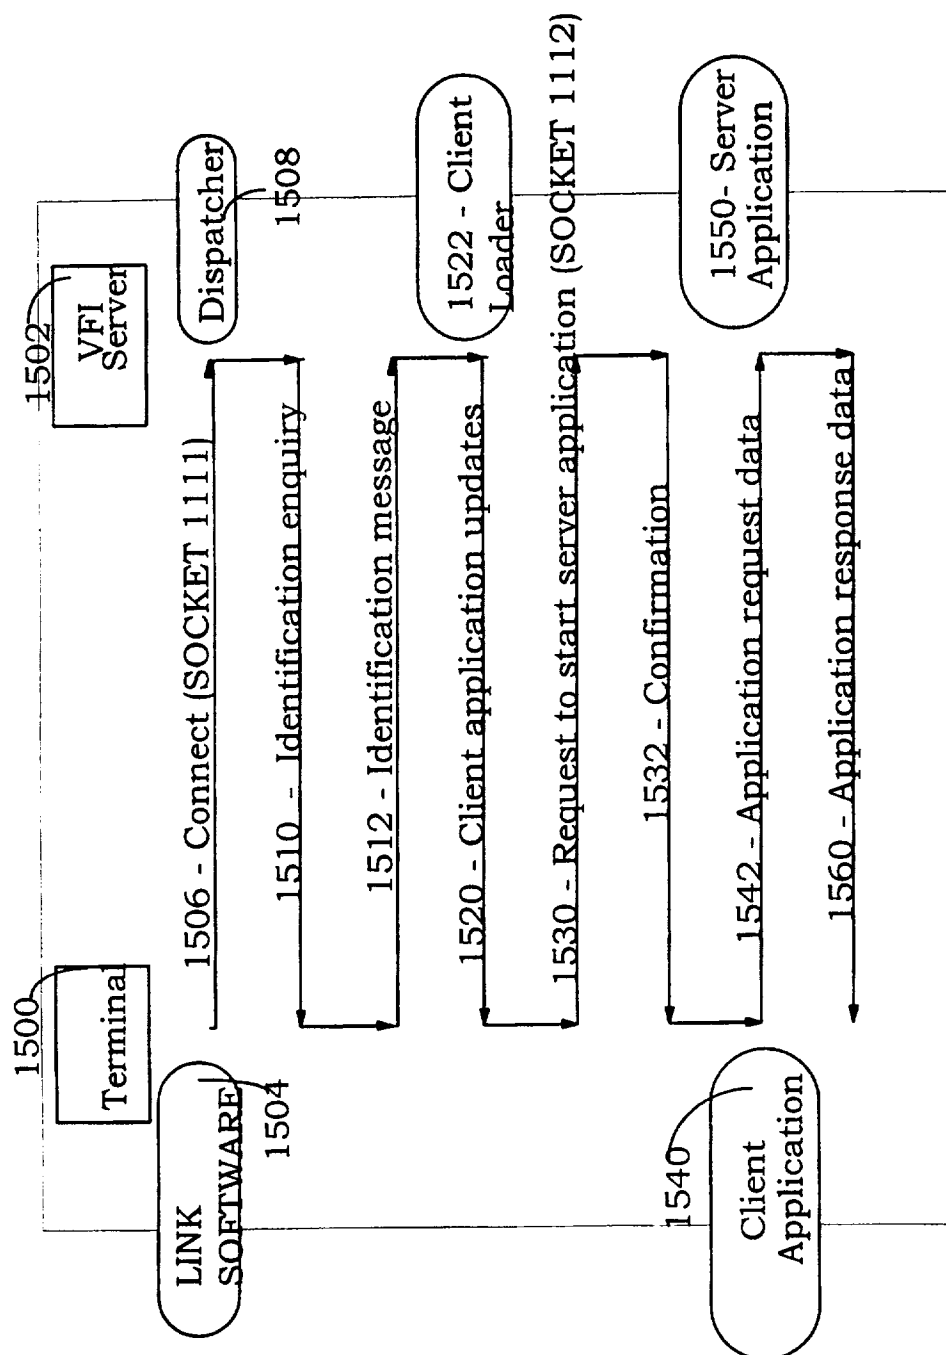 1500
Terminal
1502
VFI
Server
LINK
SOFTWARE
1504
1506 - Connect (SOCKET 1111)
Dispatcher
1508
1510 - Identification enquiry
1512 - Identification message
1520 - Client application updates
1522 - Client
Loader
1530 - Request to start server application (SOCKET 1112)
1532 - Confirmation
1540
Client
Application
1542 - Application request data
1550- Server
Application
1560 - Application response data